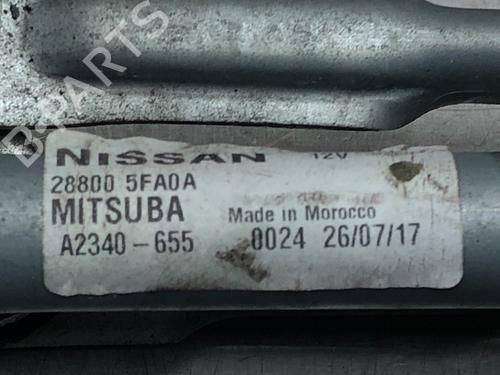 B-PARTS
NISSAN 12V
28800 5FA0A
MITSUBA Made in Morocco
A2340-655 0024 26/07/17